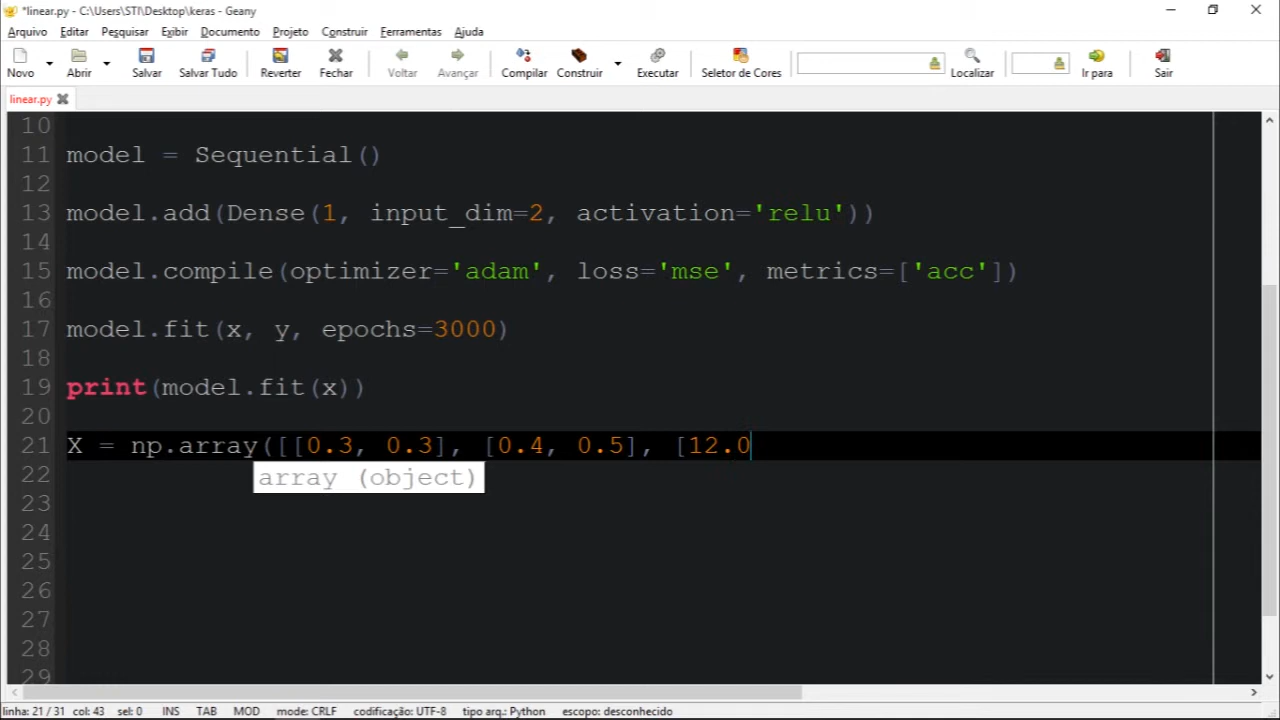 *linear.py - C:\Users\STI\Desktop\keras - Geany
Arquivo Editar Pesquisar Exibir Documento Projeto Construir Ferramentas Ajuda
Novo Abrir Salvar Salvar Tudo Reverter Fechar Voltar Avançar Compilar Construir Executar Seletor de Cores Localizar Ir para Sair
linear.py
10
11 model = Sequential()
12
13 model.add(Dense(1, input_dim=2, activation='relu'))
14
15 model.compile(optimizer='adam', loss='mse', metrics=['acc'])
16
17 model.fit(x, y, epochs=3000)
18
19 print(model.fit(x))
20
21 X = np.array([[0.3, 0.3], [0.4, 0.5], [12.0
22 array (object)
23
24
25
26
27
28
29
linha: 21 / 31 col: 43 sel: 0 INS TAB MOD mode: CRLF codificação: UTF-8 tipo arq.: Python escopo: desconhecido